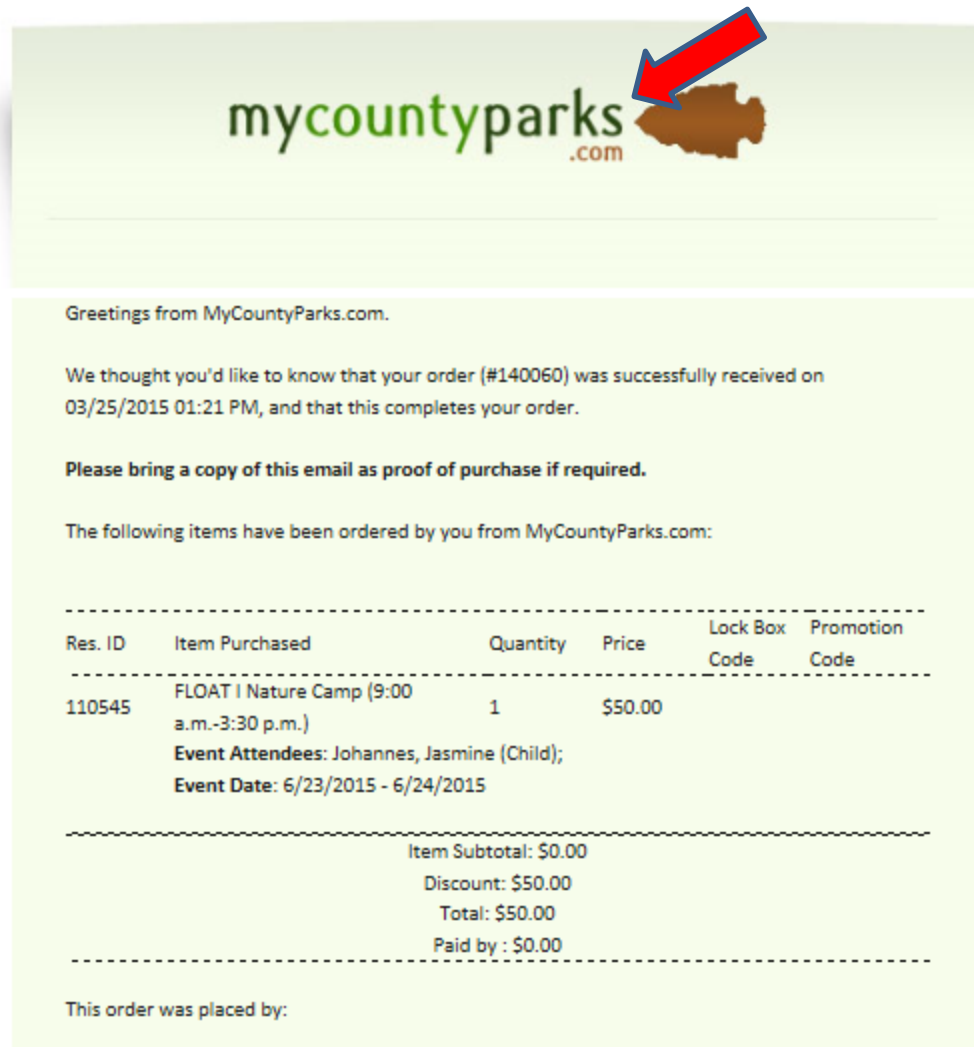 mycountyparks
.com
Greetings from MyCountyParks.com.
We thought you'd like to know that your order (#140060) was successfully received on
03/25/2015 01:21 PM, and that this completes your order.
Please bring a copy of this email as proof of purchase if required.
The following items have been ordered by you from MyCountyParks.com:
Res. ID Item Purchased Quantity Price Lock Box Code Promotion Code
110545 FLOAT I Nature Camp (9:00 a.m.-3:30 p.m.) 1 $50.00
Event Attendees: Johannes, Jasmine (Child);
Event Date: 6/23/2015 - 6/24/2015
Item Subtotal: $0.00
Discount: $50.00
Total: $50.00
Paid by : $0.00
This order was placed by: